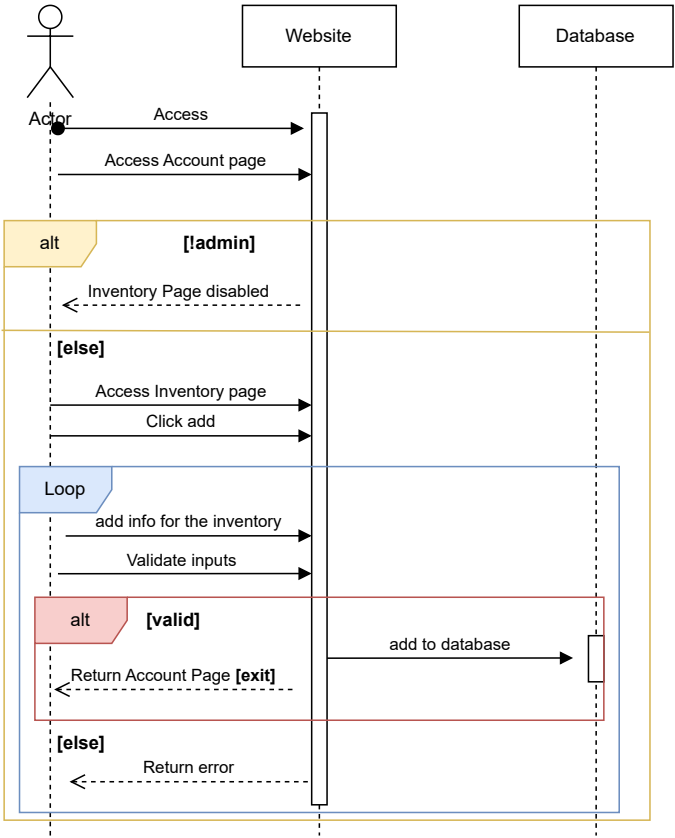 Website
Database
Actor
Access
Access Account page
alt
[!admin]
Inventory Page disabled
[else]
Access Inventory page
Click add
Loop
add info for the inventory
Validate inputs
alt
[valid]
add to database
Return Account Page [exit]
[else]
Return error